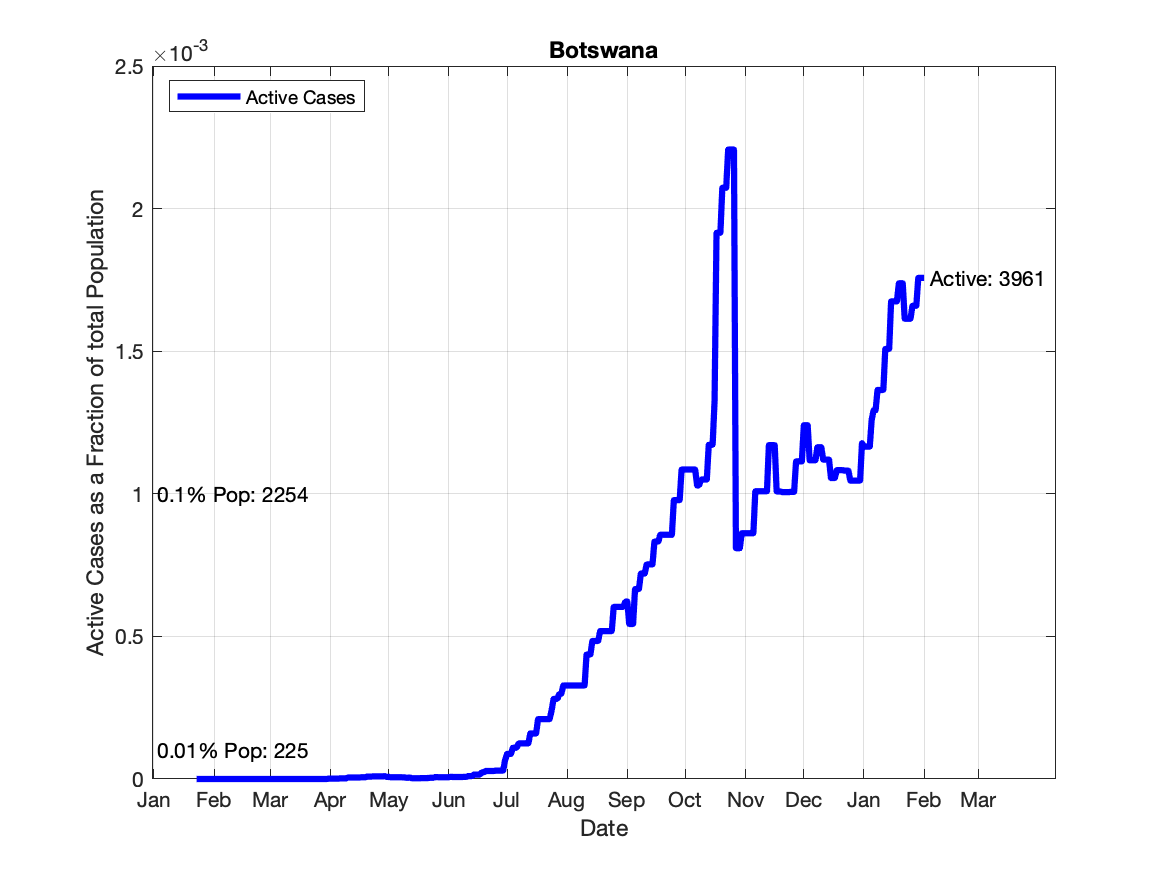 Botswana
×10-3
2.5
2
1.5
1
0.5
0
Active Cases
Active: 3961
0.1% Pop: 2254
0.01% Pop: 225
Active Cases as a Fraction of total Population
Jan Feb Mar Apr May Jun Jul Aug Sep Oct Nov Dec Jan Feb Mar
Date